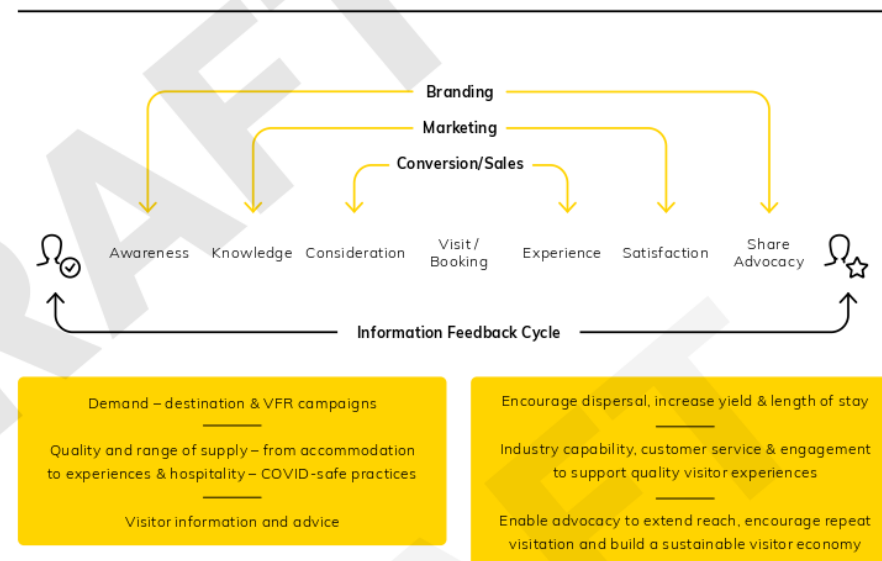 Branding
Marketing
Conversion/Sales
Awareness
Knowledge
Consideration
Visit /
Booking
Experience
Satisfaction
Share
Advocacy
Information Feedback Cycle
Demand – destination & VFR campaigns
Quality and range of supply – from accommodation
to experiences & hospitality – COVID-safe practices
Visitor information and advice
Encourage dispersal, increase yield & length of stay
Industry capability, customer service & engagement
to support quality visitor experiences
Enable advocacy to extend reach, encourage repeat
visitation and build a sustainable visitor economy
RAFT
FT